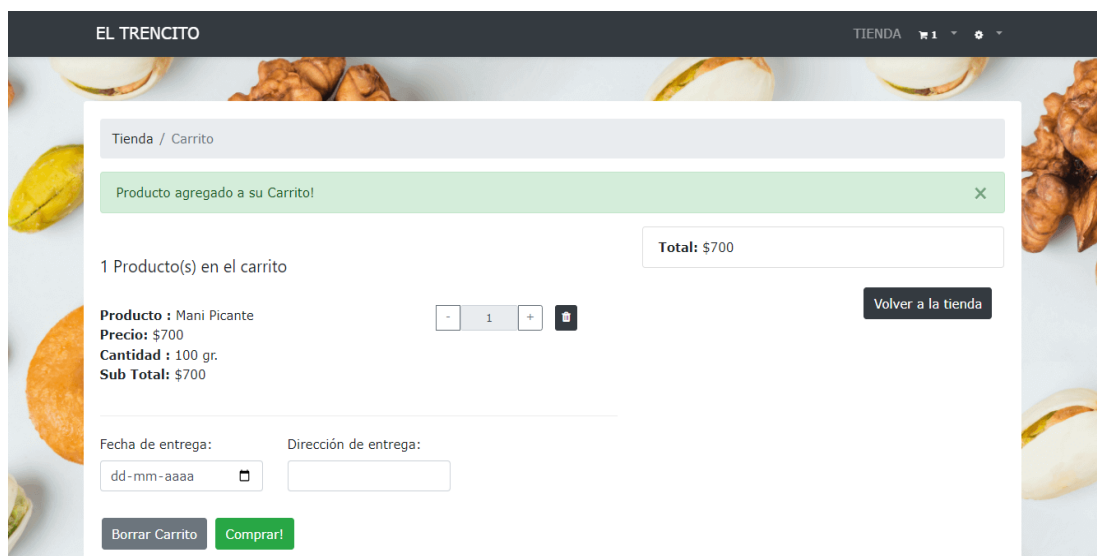 EL TRENCITO
TIENDA 1
Tienda / Carrito
Producto agregado a su Carrito! ×
1 Producto(s) en el carrito
Producto : Mani Picante
Precio: $700
Cantidad : 100 gr.
Sub Total: $700
- 1 +
Total: $700
Volver a la tienda
Fecha de entrega: Dirección de entrega:
dd-mm-aaaa
Borrar Carrito Comprar!